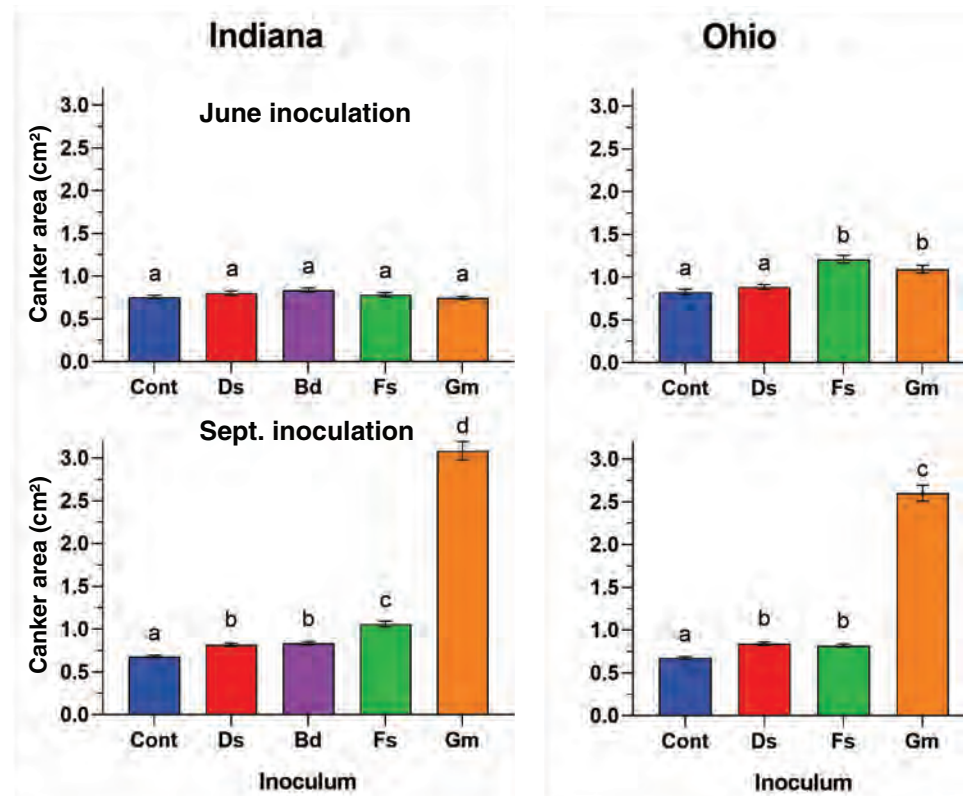 Indiana
Ohio
June inoculation
Canker area (cm²)
3.0
2.5
2.0
1.5
1.0
0.5
0.0
a a a a a
Cont Ds Bd Fs Gm
3.0
2.5
2.0
1.5
1.0
0.5
0.0
a a b b
Cont Ds Fs Gm
Sept. inoculation
Canker area (cm²)
3.0
2.5
2.0
1.5
1.0
0.5
0.0
a b b c d
Cont Ds Bd Fs Gm
Inoculum
3.0
2.5
2.0
1.5
1.0
0.5
0.0
a b b c
Cont Ds Fs Gm
Inoculum